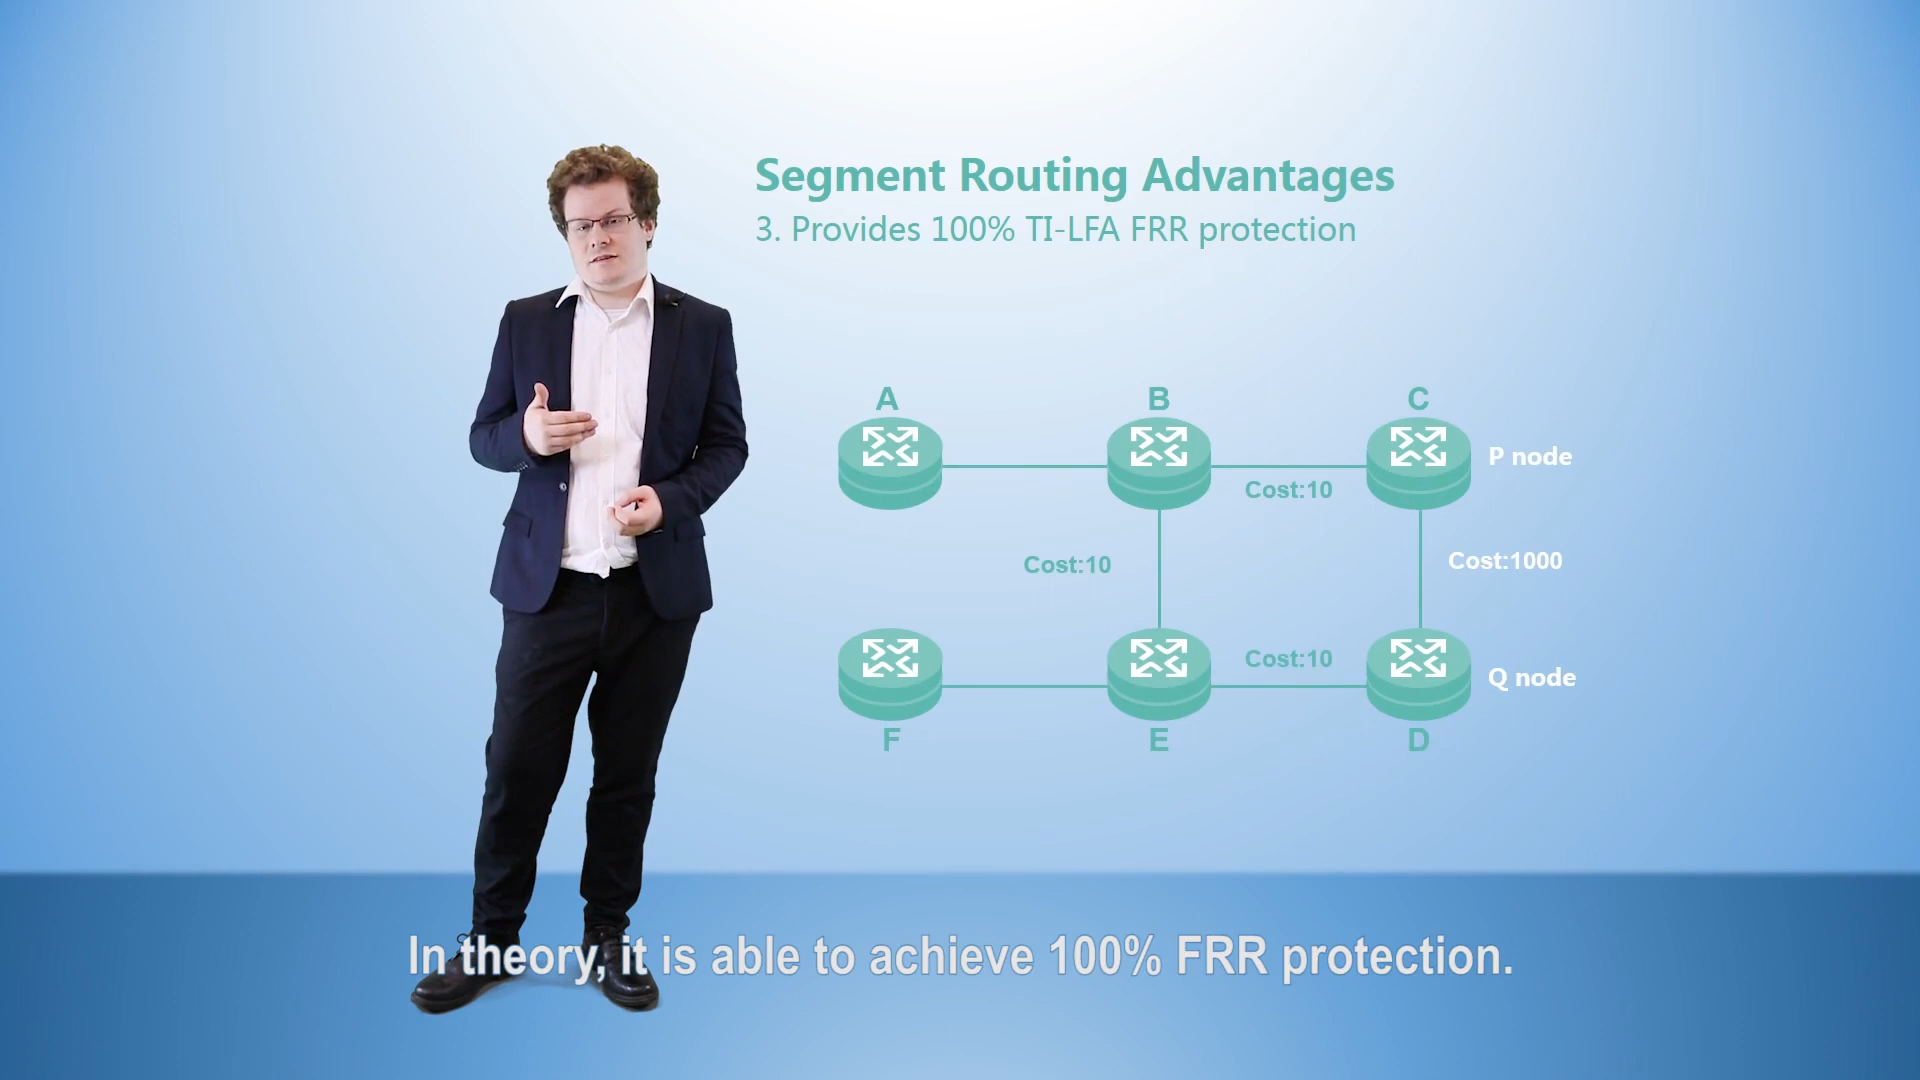 Segment Routing Advantages
3. Provides 100% TI-LFA FRR protection
A
B
C
P node
Cost:10
Cost:10
Cost:1000
Cost:10
Q node
F
E
D
In theory, it is able to achieve 100% FRR protection.